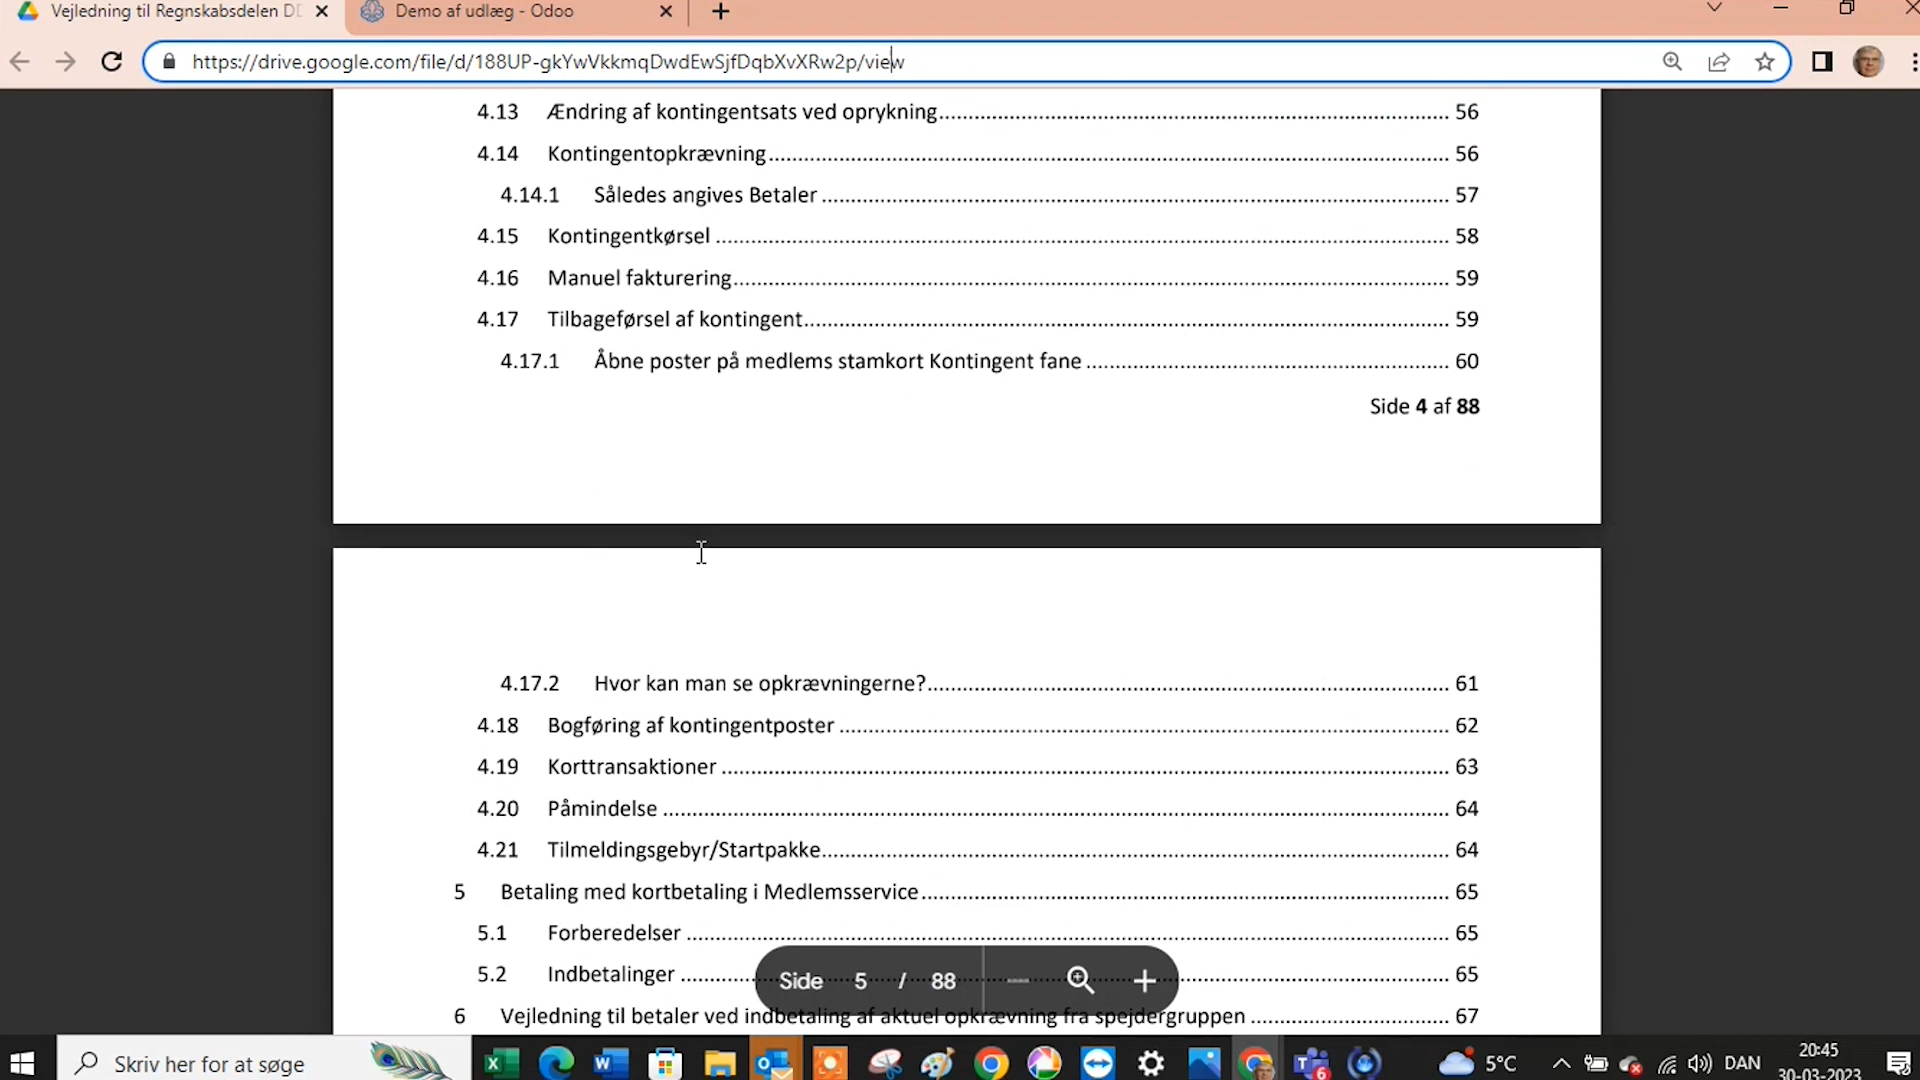 Vejledning til Regnskabsdelen DD
Demo af udlæg - Odoo
https://drive.google.com/file/d/188UP-gkYwVkkmqDwdEwSjfDqbXvXRw2p/view
4.13 Ændring af kontingentsats ved oprykning 56
4.14 Kontingentopkrævning 56
4.14.1 Således angives Betaler 57
4.15 Kontingentkørsel 58
4.16 Manuel fakturering 59
4.17 Tilbageførsel af kontingent 59
4.17.1 Åbne poster på medlems stamkort Kontingent fane 60
Side 4 af 88
4.17.2 Hvor kan man se opkrævningerne? 61
4.18 Bogføring af kontingentposter 62
4.19 Korttransaktioner 63
4.20 Påmindelse 64
4.21 Tilmeldingsgebyr/Startpakke 64
5 Betaling med kortbetaling i Medlemsservice 65
5.1 Forberedelser 65
5.2 Indbetalinger 65
Side 5 / 88
6 Vejledning til betaler ved indbetaling af aktuel opkrævning fra spejdergruppen 67
Skriv her for at søge
6
5°C
DAN
20:45
30-03-2023